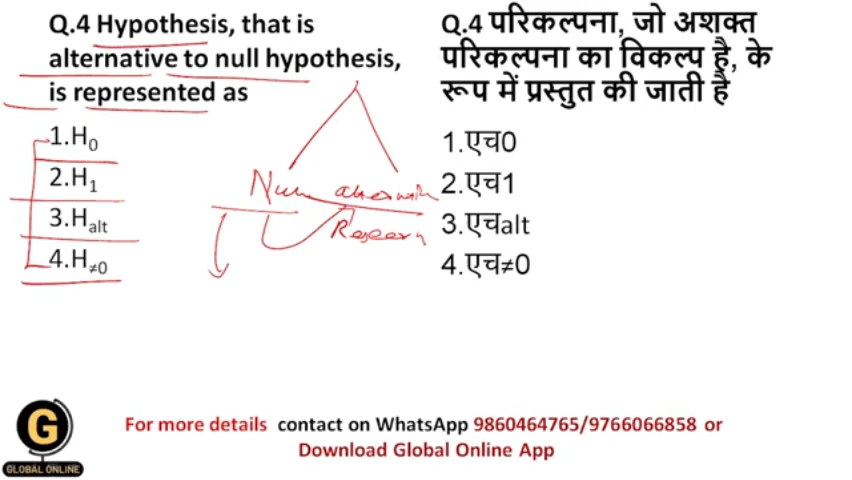 Q.4 Hypothesis, that is
alternative to null hypothesis,
is represented as
1.H₀
2.H₁
3.Hₐₗₜ
4.H≠₀
Null alternative
Research
Q.4 परिकल्पना, जो अशक्त
परिकल्पना का विकल्प है, के
रूप में प्रस्तुत की जाती है
1.एच0
2.एच1
3.एचalt
4.एच≠0
G
GLOBAL ONLINE
For more details contact on WhatsApp 9860464765/9766066858 or
Download Global Online App